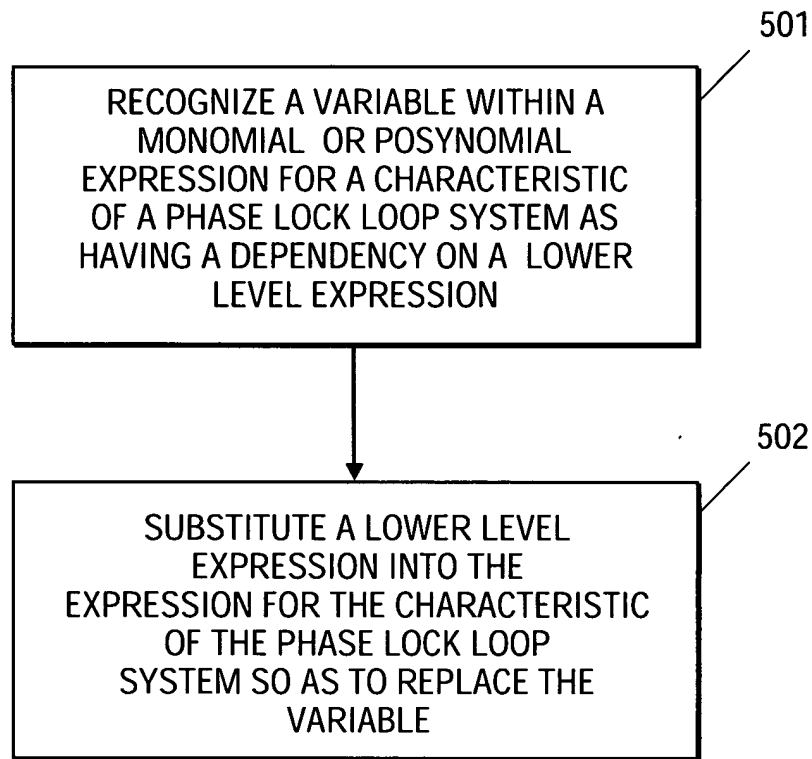 501
RECOGNIZE A VARIABLE WITHIN A
MONOMIAL OR POSYNOMIAL
EXPRESSION FOR A CHARACTERISTIC
OF A PHASE LOCK LOOP SYSTEM AS
HAVING A DEPENDENCY ON A LOWER
LEVEL EXPRESSION
502
SUBSTITUTE A LOWER LEVEL
EXPRESSION INTO THE
EXPRESSION FOR THE CHARACTERISTIC
OF THE PHASE LOCK LOOP
SYSTEM SO AS TO REPLACE THE
VARIABLE